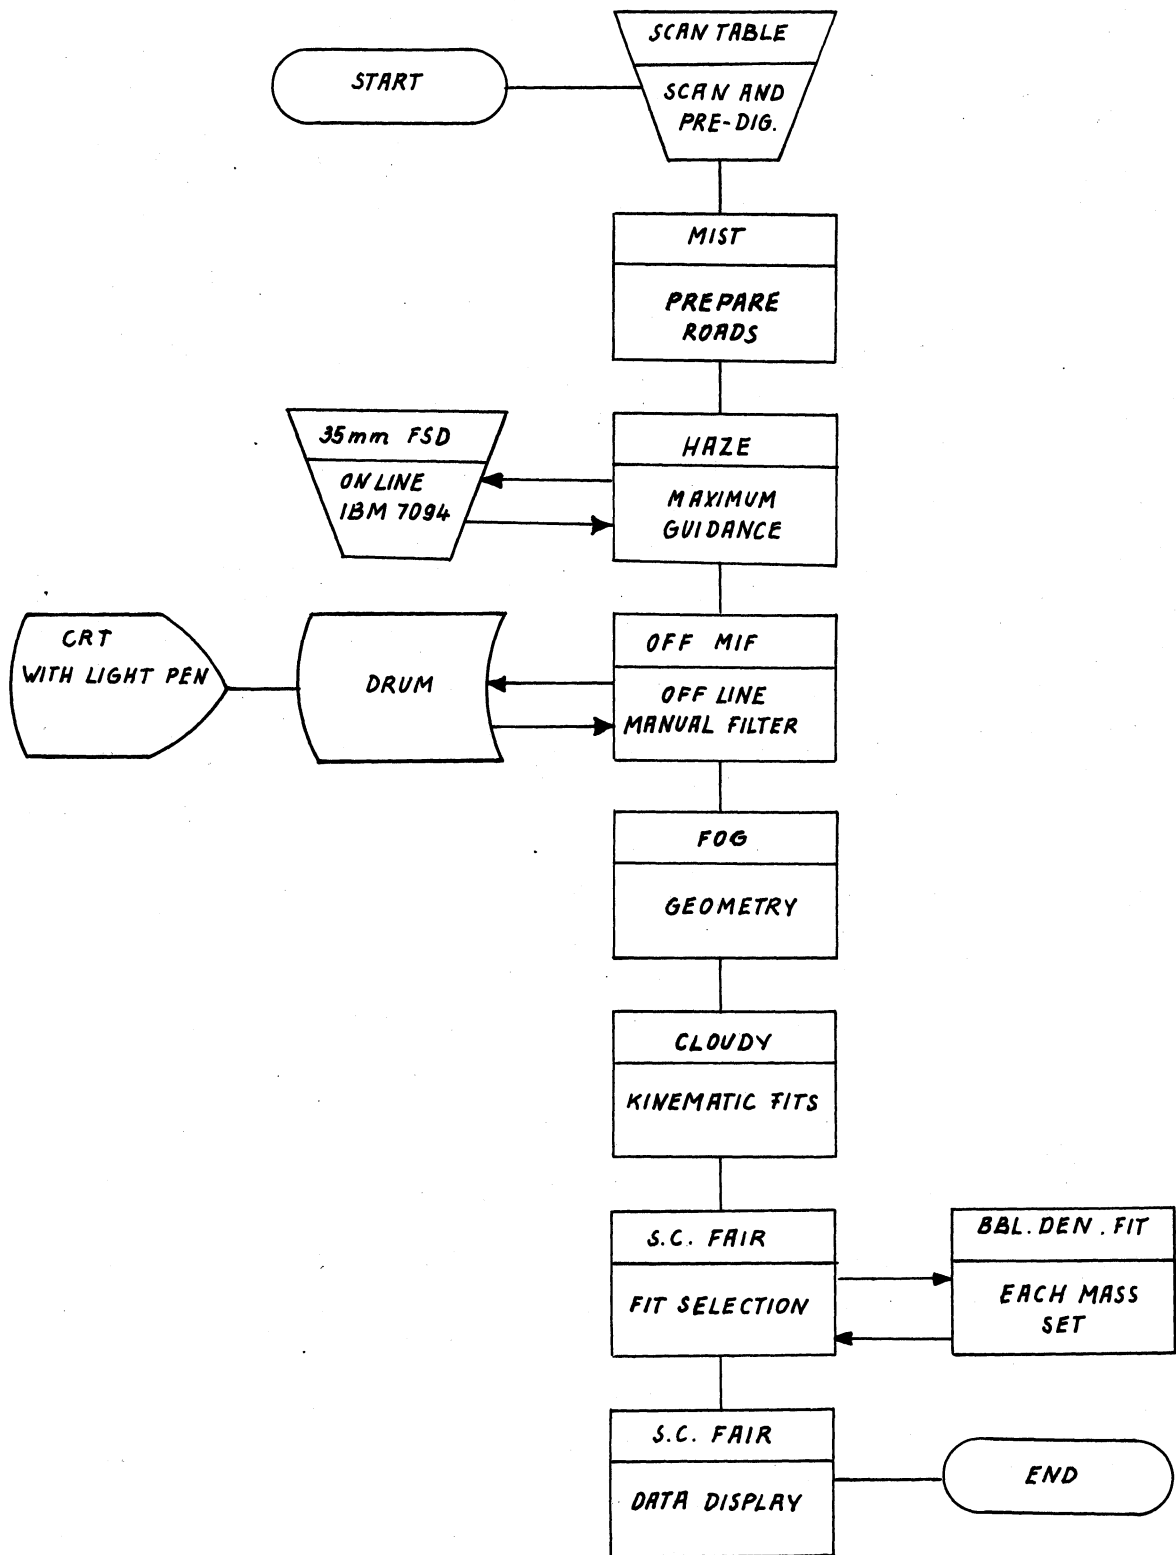 START
SCAN TABLE
SCAN AND
PRE-DIG.
MIST
PREPARE
ROADS
35mm FSD
ON LINE
IBM 7094
HAZE
MAXIMUM
GUIDANCE
CRT
WITH LIGHT PEN
DRUM
OFF MIF
OFF LINE
MANUAL FILTER
FOG
GEOMETRY
CLOUDY
KINEMATIC FITS
S.C. FAIR
FIT SELECTION
BBL. DEN. FIT
EACH MASS
SET
S.C. FAIR
DATA DISPLAY
END